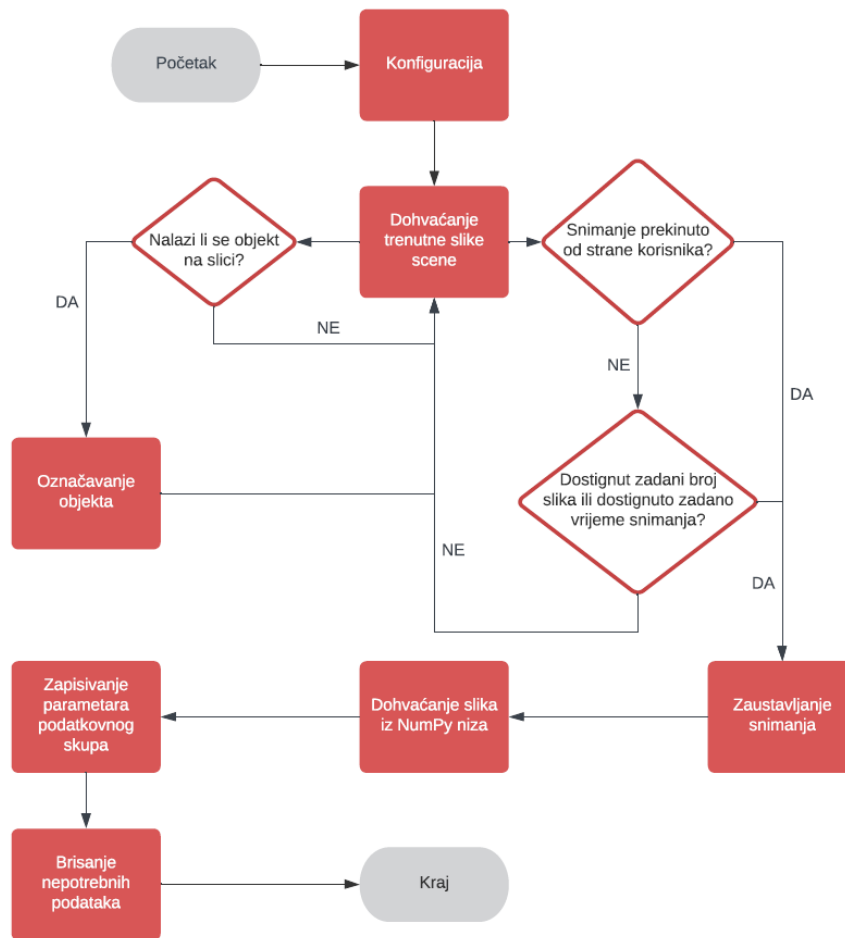 Početak
Konfiguracija
Nalazi li se objekt
na slici?
Dohvaćanje
trenutne slike
scene
Snimanje prekinuto
od strane korisnika?
DA
NE
NE
DA
Označavanje
objekta
Dostignut zadani broj
slika ili dostignuto zadano
vrijeme snimanja?
NE
DA
Zapisivanje
parametara
podatkovnog
skupa
Dohvaćanje slika
iz NumPy niza
Zaustavljanje
snimanja
Brisanje
nepotrebnih
podataka
Kraj